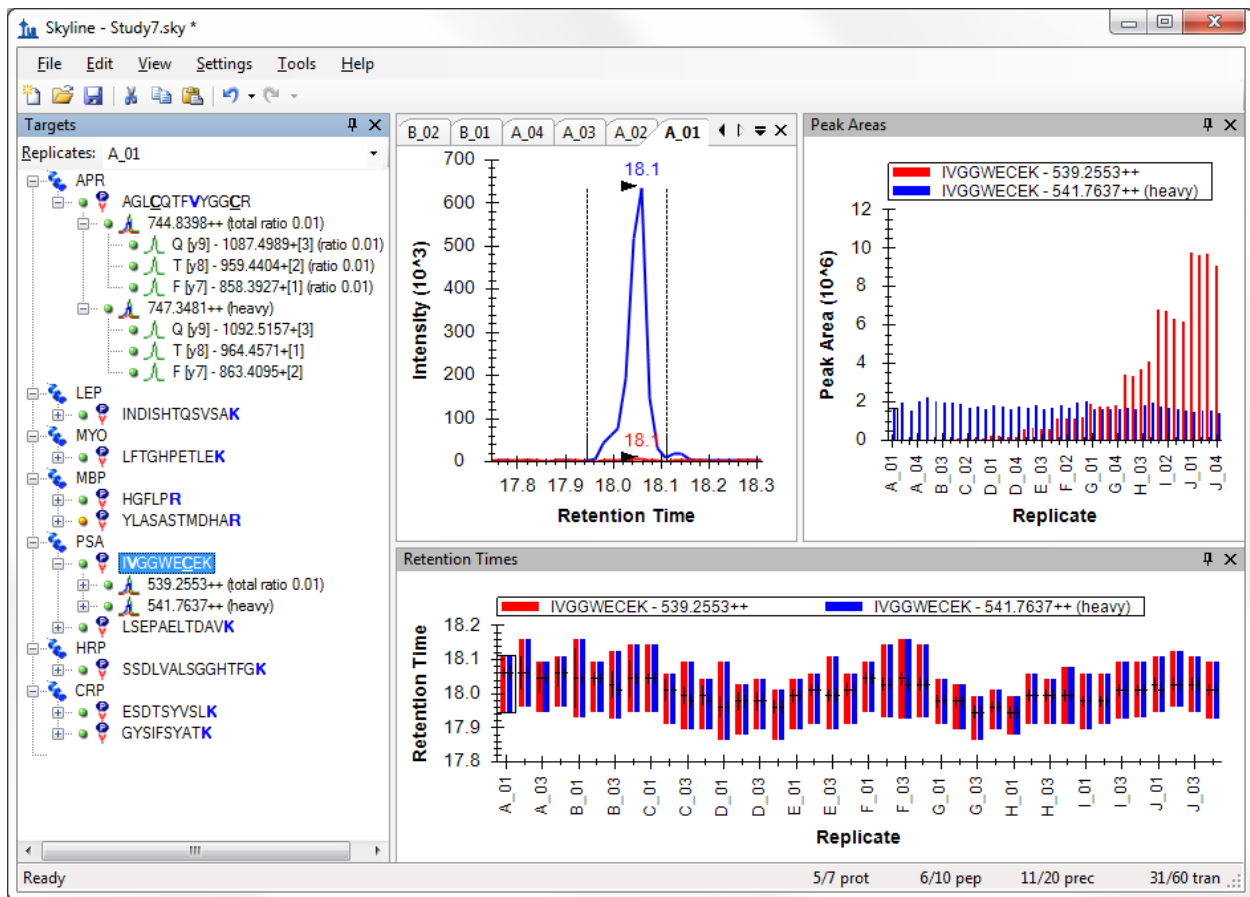 Skyline - Study7.sky *
File Edit View Settings Tools Help
Targets
Replicates: A_01
APR
AGLCQTFVYGGCR
744.8398++ (total ratio 0.01)
Q [y9] - 1087.4989+[3] (ratio 0.01)
T [y8] - 959.4404+[2] (ratio 0.01)
F [y7] - 858.3927+[1] (ratio 0.01)
747.3481++ (heavy)
Q [y9] - 1092.5157+[3]
T [y8] - 964.4571+[1]
F [y7] - 863.4095+[2]
LEP
INDISHTQSVSAK
MYO
LFTGHPETLEK
MBP
HGFLPR
YLASASTMDHAR
PSA
IVGGWECEK
539.2553++ (total ratio 0.01)
541.7637++ (heavy)
LSEPAELTDAVK
HRP
SSDLVALSGGHTFGK
CRP
ESDTSYVSLK
GYSIFSYATK
B_02 B_01 A_04 A_03 A_02 A_01
700
600
500
400
300
200
100
0
Intensity (10^3)
18.1
18.1
17.8 17.9 18.0 18.1 18.2 18.3
Retention Time
Peak Areas
IVGGWECEK - 539.2553++
IVGGWECEK - 541.7637++ (heavy)
12
10
8
6
4
2
0
Peak Area (10^6)
A_01 A_04 B_03 C_02 D_01 D_04 E_03 F_02 G_01 G_04 H_03 I_02 J_01 J_04
Replicate
Retention Times
IVGGWECEK - 539.2553++ IVGGWECEK - 541.7637++ (heavy)
18.2
18.1
18.0
17.9
17.8
Retention Time
A_01 A_03 B_01 B_03 C_01 C_03 D_01 D_03 E_01 E_03 F_01 F_03 G_01 G_03 H_01 H_03 I_01 I_03 J_01 J_03
Replicate
Ready 5/7 prot 6/10 pep 11/20 prec 31/60 tran